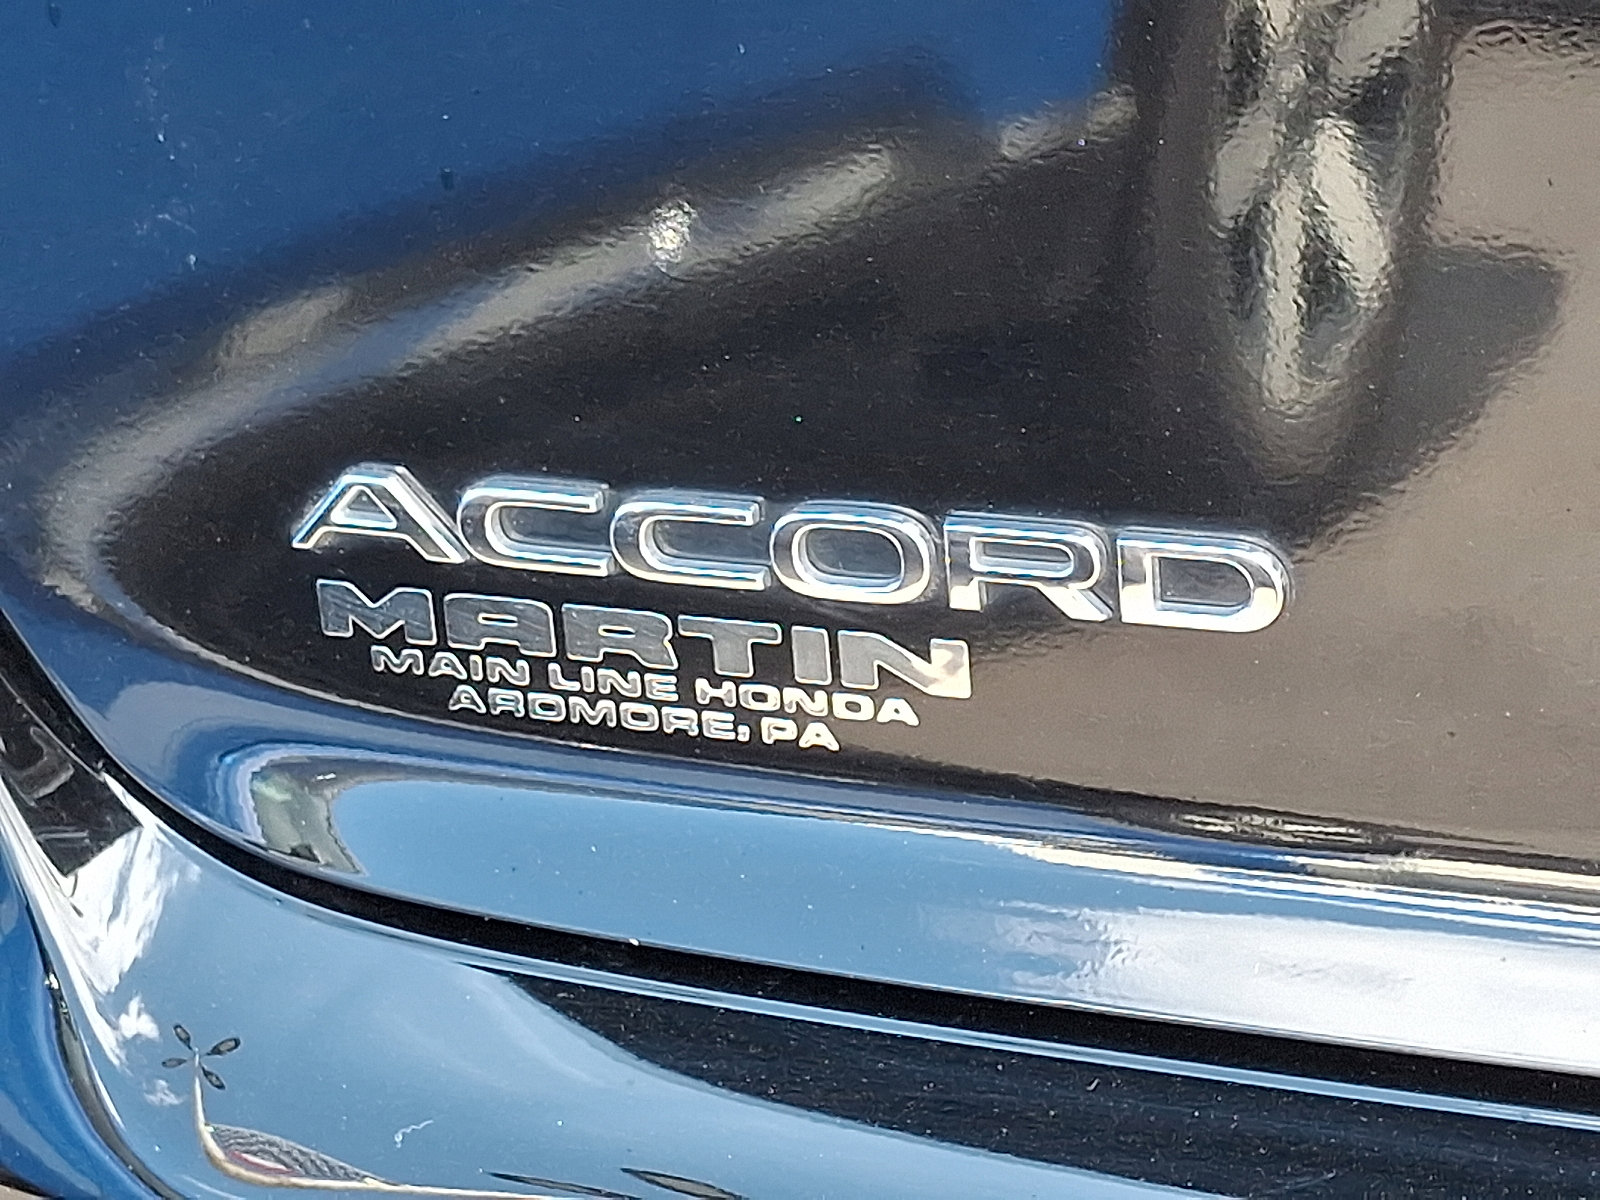 ACCORD
MARTIN
MAIN LINE HONDA
ARDMORE, PA